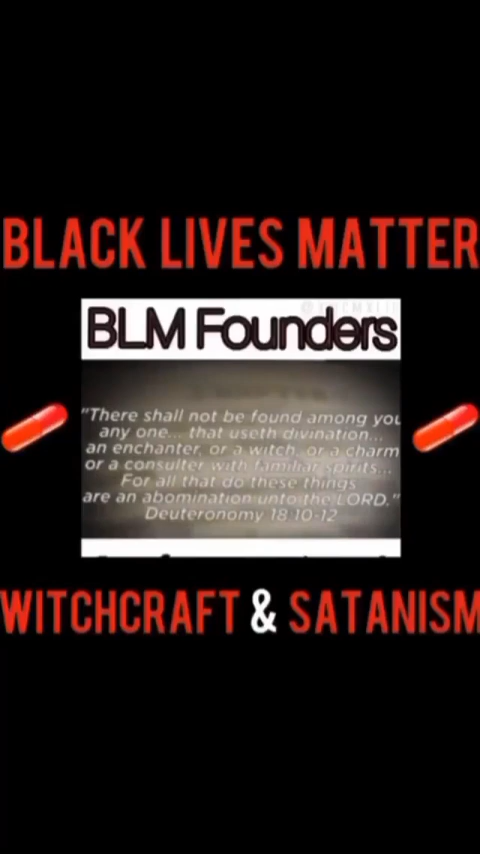 BLACK LIVES MATTER
BLM Founders
"There shall not be found among you
any one... that useth divination...
an enchanter, or a witch, or a charm
or a consulter with familiar spirits...
For all that do these things
are an abomination unto the LORD."
Deuteronomy 18:10-12
WITCHCRAFT & SATANISM